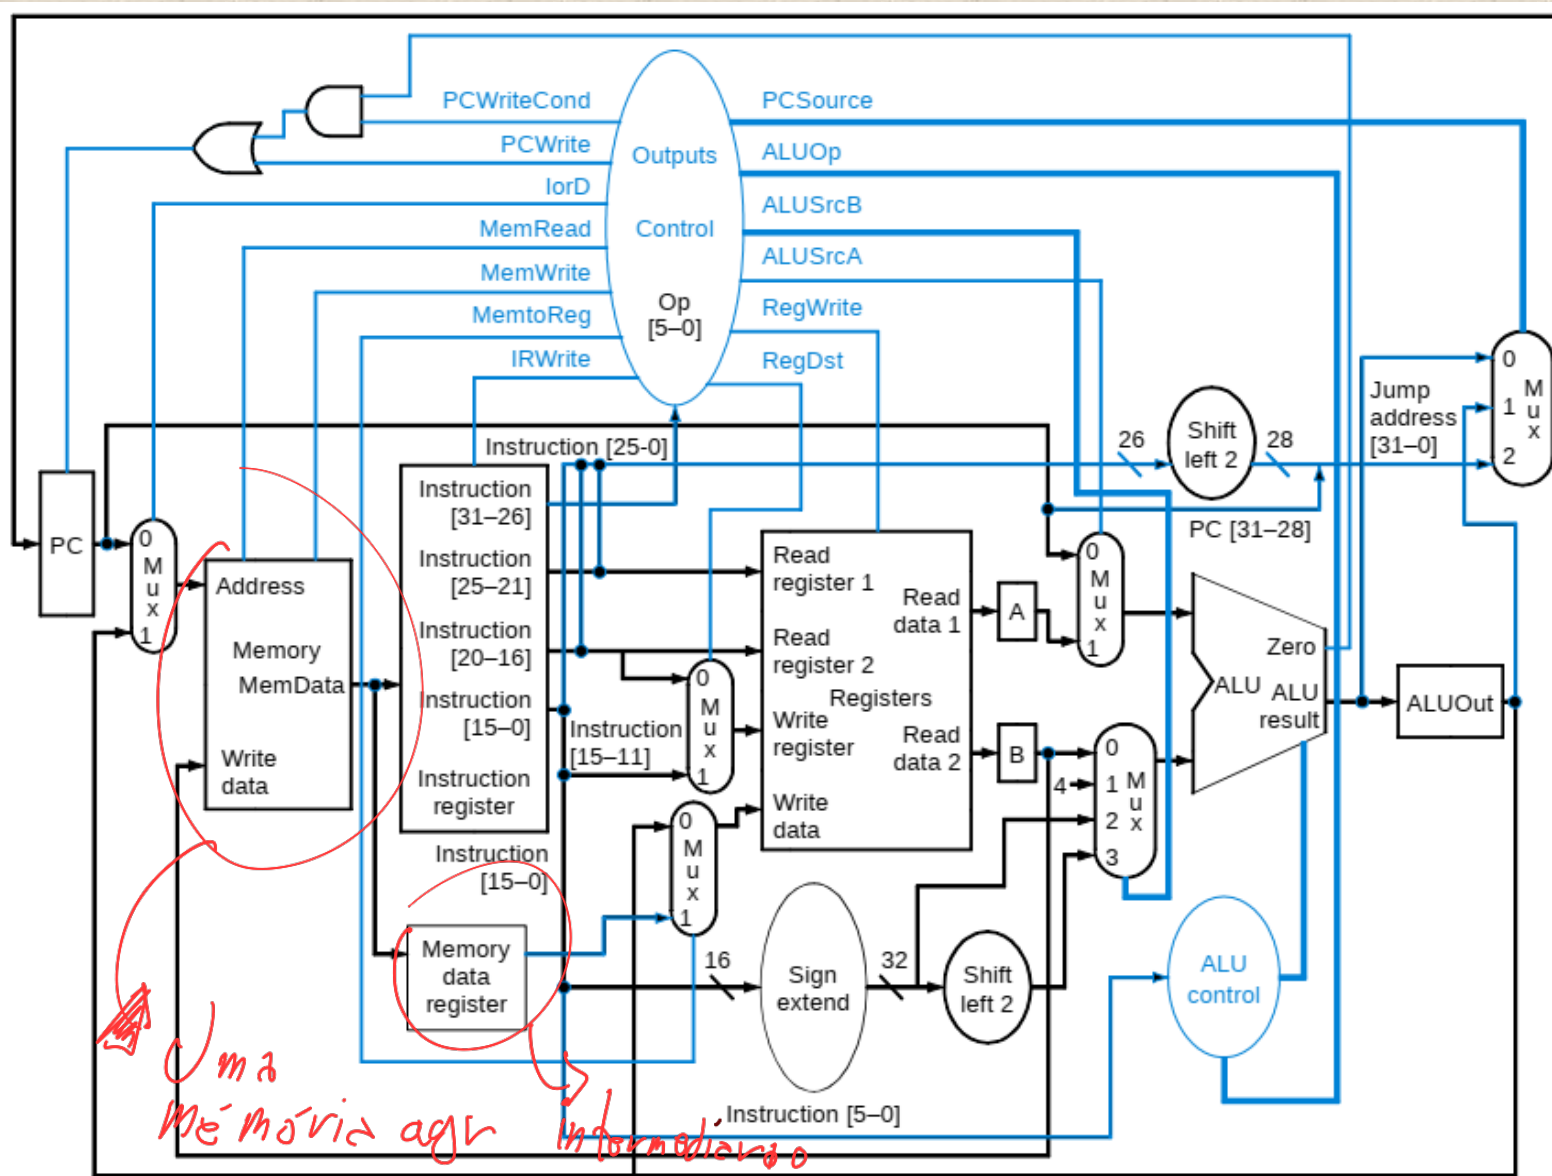 PCWriteCond
PCWrite
IorD
MemRead
MemWrite
MemtoReg
IRWrite
Outputs
Control
Op
[5–0]
PCSource
ALUOp
ALUSrcB
ALUSrcA
RegWrite
RegDst
Instruction [25-0]
26
Shift
left 2
28
Jump
address
[31–0]
0
1
2
M
u
x
PC [31–28]
PC
0
M
u
x
1
Address
Memory
MemData
Write
data
Instruction
[31–26]
Instruction
[25–21]
Instruction
[20–16]
Instruction
[15–0]
Instruction
register
Instruction
[15–11]
0
M
u
x
1
Read
register 1
Read
register 2
Registers
Write
register
Write
data
Read
data 1
Read
data 2
A
B
0
M
u
x
1
4
0
1
2
3
M
u
x
Zero
ALU
ALU
result
ALUOut
Instruction
[15–0]
Memory
data
register
0
M
u
x
1
16
Sign
extend
32
Shift
left 2
ALU
control
Instruction [5–0]
Uma
mémória agr
intermediário